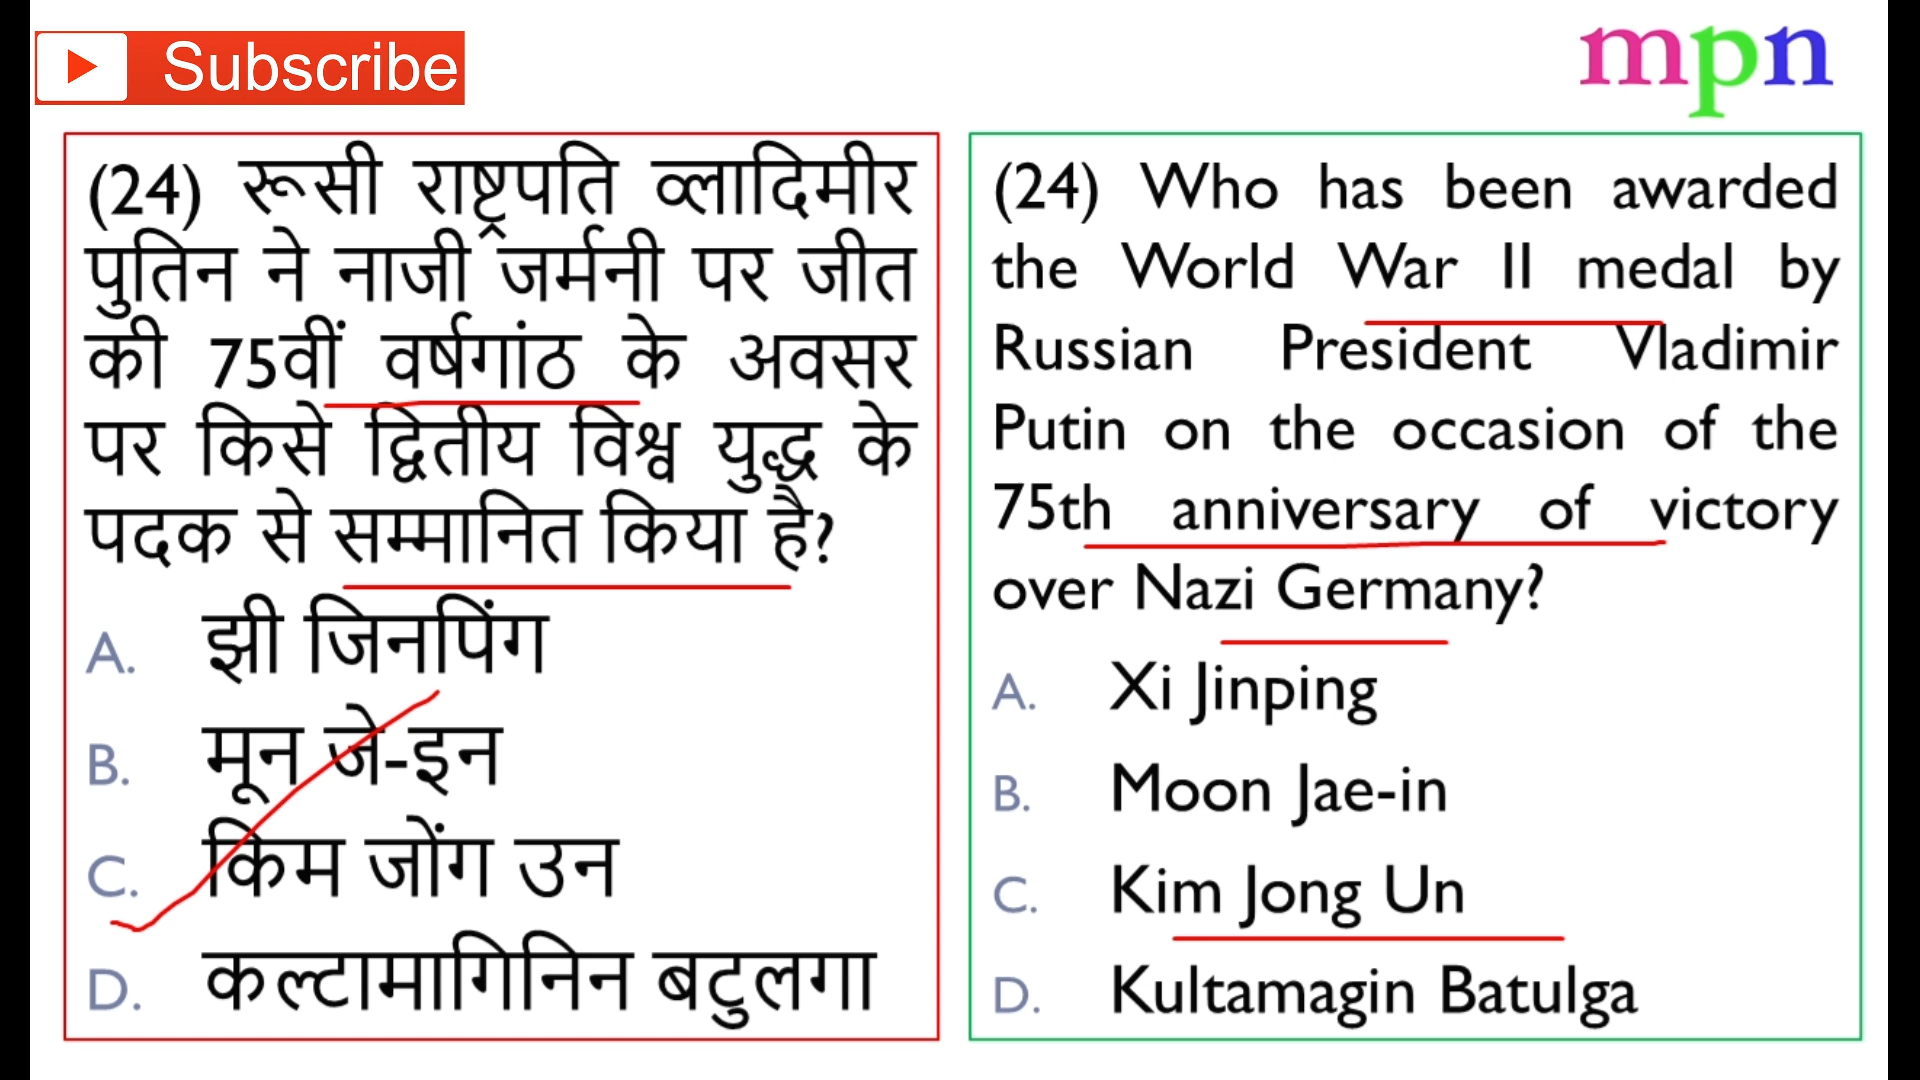 Subscribe
mpn
(24) रूसी राष्ट्रपति व्लादिमीर
पुतिन ने नाजी जर्मनी पर जीत
की 75वीं वर्षगांठ के अवसर
पर किसे द्वितीय विश्व युद्ध के
पदक से सम्मानित किया है?
A. झी जिनपिंग
B. मून जे-इन
C. किम जोंग उन
D. कल्टामागिनिन बटुलगा
(24) Who has been awarded
the World War II medal by
Russian President Vladimir
Putin on the occasion of the
75th anniversary of victory
over Nazi Germany?
A. Xi Jinping
B. Moon Jae-in
C. Kim Jong Un
D. Kultamagin Batulga